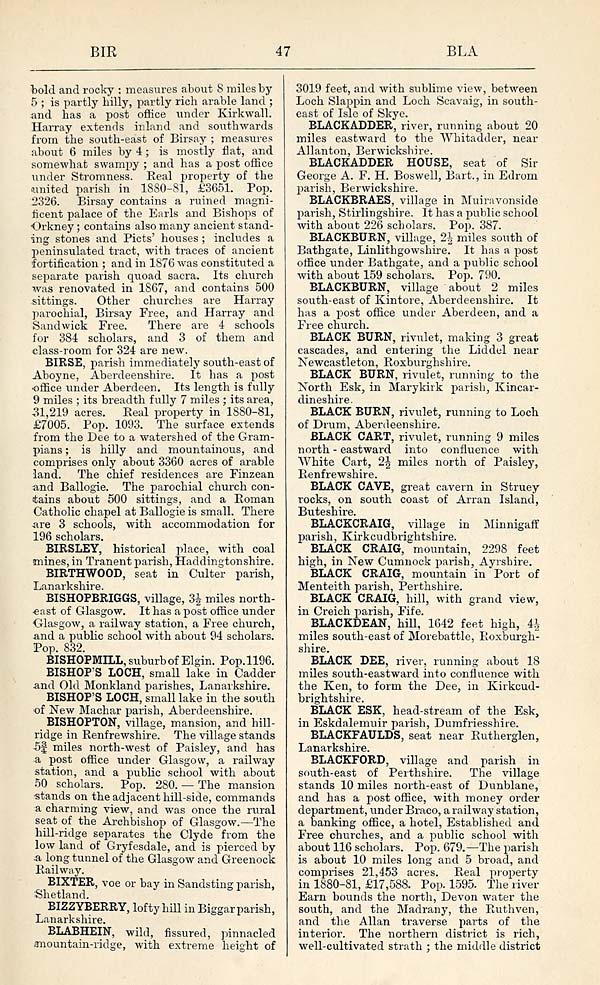 BIR 47 BLA
bold and rocky ; measures about 8 miles by
5 ; is partly hilly, partly rich arable land ;
and has a post office under Kirkwall.
Harray extends inland and southwards
from the south-east of Birsay ; measures
about 6 miles by 4 ; is mostly flat, and
somewhat swampy ; and has a post office
under Stromness. Real property of the
united parish in 1880-81, £3651. Pop.
2326. Birsay contains a ruined magni-
ficent palace of the Earls and Bishops of
Orkney ; contains also many ancient stand-
ing stones and Picts' houses ; includes a
peninsulated tract, with traces of ancient
fortification ; and in 1876 was constituted a
separate parish quoad sacra. Its church
was renovated in 1867, and contains 500
sittings. Other churches are Harray
parochial, Birsay Free, and Harray and
Sandwick Free. There are 4 schools
for 384 scholars, and 3 of them and
class-room for 324 are new.
BIRSE, parish immediately south-east of
Aboyne, Aberdeenshire. It has a post
office under Aberdeen. Its length is fully
9 miles ; its breadth fully 7 miles ; its area,
31,219 acres. Real property in 1880-81,
£7005. Pop. 1093. The surface extends
from the Dee to a watershed of the Gram-
pians ; is hilly and mountainous, and
comprises only about 3360 acres of arable
land. The chief residences are Finzean
and Ballogie. The parochial church con-
tains about 500 sittings, and a Roman
Catholic chapel at Ballogie is small. There
are 3 schools, with accommodation for
196 scholars.
BIRSLEY, historical place, with coal
mines, in Tranent parish, Haddingtonshire.
BIRTHWOOD, seat in Culter parish,
Lanarkshire.
BISHOPBRIGGS, village, 3½ miles north-
east of Glasgow. It has a post office under
Glasgow, a railway station, a Free church,
and a public school with about 94 scholars.
Pop. 832.
BISHOPMILL, suburb of Elgin. Pop. 1196.
BISHOP'S LOCH, small lake in Cadder
and Old Monkland parishes, Lanarkshire.
BISHOP'S LOCH, small lake in the south
of New Machar parish, Aberdeenshire.
BISHOPTON, village, mansion, and hill-
ridge in Renfrewshire. The village stands
5¾ miles north-west of Paisley, and has
a post office under Glasgow, a railway
station, and a public school with about
50 scholars. Pop. 280. — The mansion
stands on the adjacent hill-side, commands
a charming view, and was once the rural
seat of the Archbishop of Glasgow.—The
hill-ridge separates the Clyde from the
low land of Gryfesdale, and is pierced by
a long tunnel of the Glasgow and Greenock
Railway.
BIXTER, voe or bay in Sandsting parish,
Shetland.
BIZZYBERRY, lofty hill in Biggar parish,
Lanarkshire.
BLABHEIN, wild, fissured, pinnacled
mountain-ridge, with extreme height of
3019 feet, and with sublime view, between
Loch Slappin and Loch Scavaig, in south-
east of Isle of Skye.
BLACKADDER, river, running about 20
miles eastward to the Whitadder, near
Allanton, Berwickshire.
BLACKADDER HOUSE, seat of Sir
George A. F. H. Boswell, Bart., in Edrom
parish, Berwickshire.
BLACKBRAES, village in Muiravonside
parish, Stirlingshire. It has a public school
with about 226 scholars. Pop. 387.
BLACKBURN, village, 2½ miles south of
Bathgate, Linlithgowshire. It has a post
office under Bathgate, and a public school
with about 159 scholars. Pop. 790.
BLACKBURN, village about 2 miles
south-east of Kintore, Aberdeenshire. It
has a post office under Aberdeen, and a
Free church.
BLACK BURN, rivulet, making 3 great
cascades, and entering the Liddel near
Newcastleton, Roxburghshire.
BLACK BURN, rivulet, running to the
North Esk, in Marykirk parish, Kincar-
dineshire.
BLACK BURN, rivulet, running to Loch
of Drum, Aberdeenshire.
BLACK CART, rivulet, running 9 miles
north-eastward into confluence with
White Cart, 2½ miles north of Paisley,
Renfrewshire.
BLACK CAVE, great cavern in Struey
rocks, on south coast of Arran Island,
Buteshire.
BLACKCRAIG, village in Minnigaff
parish, Kirkcudbrightshire.
BLACK CRAIG, mountain, 2298 feet
high, in New Cumnock parish, Ayrshire.
BLACK CRAIG, mountain in Port of
Menteith parish, Perthshire.
BLACK CRAIG, hill, with grand view,
in Creich parish, Fife.
BLACKDEAN, hill, 1642 feet high, 4½
miles south-east of Morebattle, Roxburgh-
shire.
BLACK DEE, river, running about 18
miles south-eastward into confluence with
the Ken, to form the Dee, in Kirkcud-
brightshire.
BLACK ESK, head-stream of the Esk,
in Eskdalemuir parish, Dumfriesshire.
BLACKFAULDS, seat near Rutherglen,
Lanarkshire.
BLACKFORD, village and parish in
south-east of Perthshire. The village
stands 10 miles north-east of Dunblane,
and has a post office, with money order
department, under Braco, a railway station,
a banking office, a hotel, Established and
Free churches, and a public school with
about 116 scholars. Pop. 679.—The parish
is about 10 miles long and 5 broad, and
comprises 21,453 acres. Real property
in 1880-81, £17,588. Pop. 1595. The river
Earn bounds the north, Devon water the
south, and the Madrany, the Ruthven,
and the Allan traverse parts of the
interior. The northern district is rich,
well-cultivated strath ; the middle district